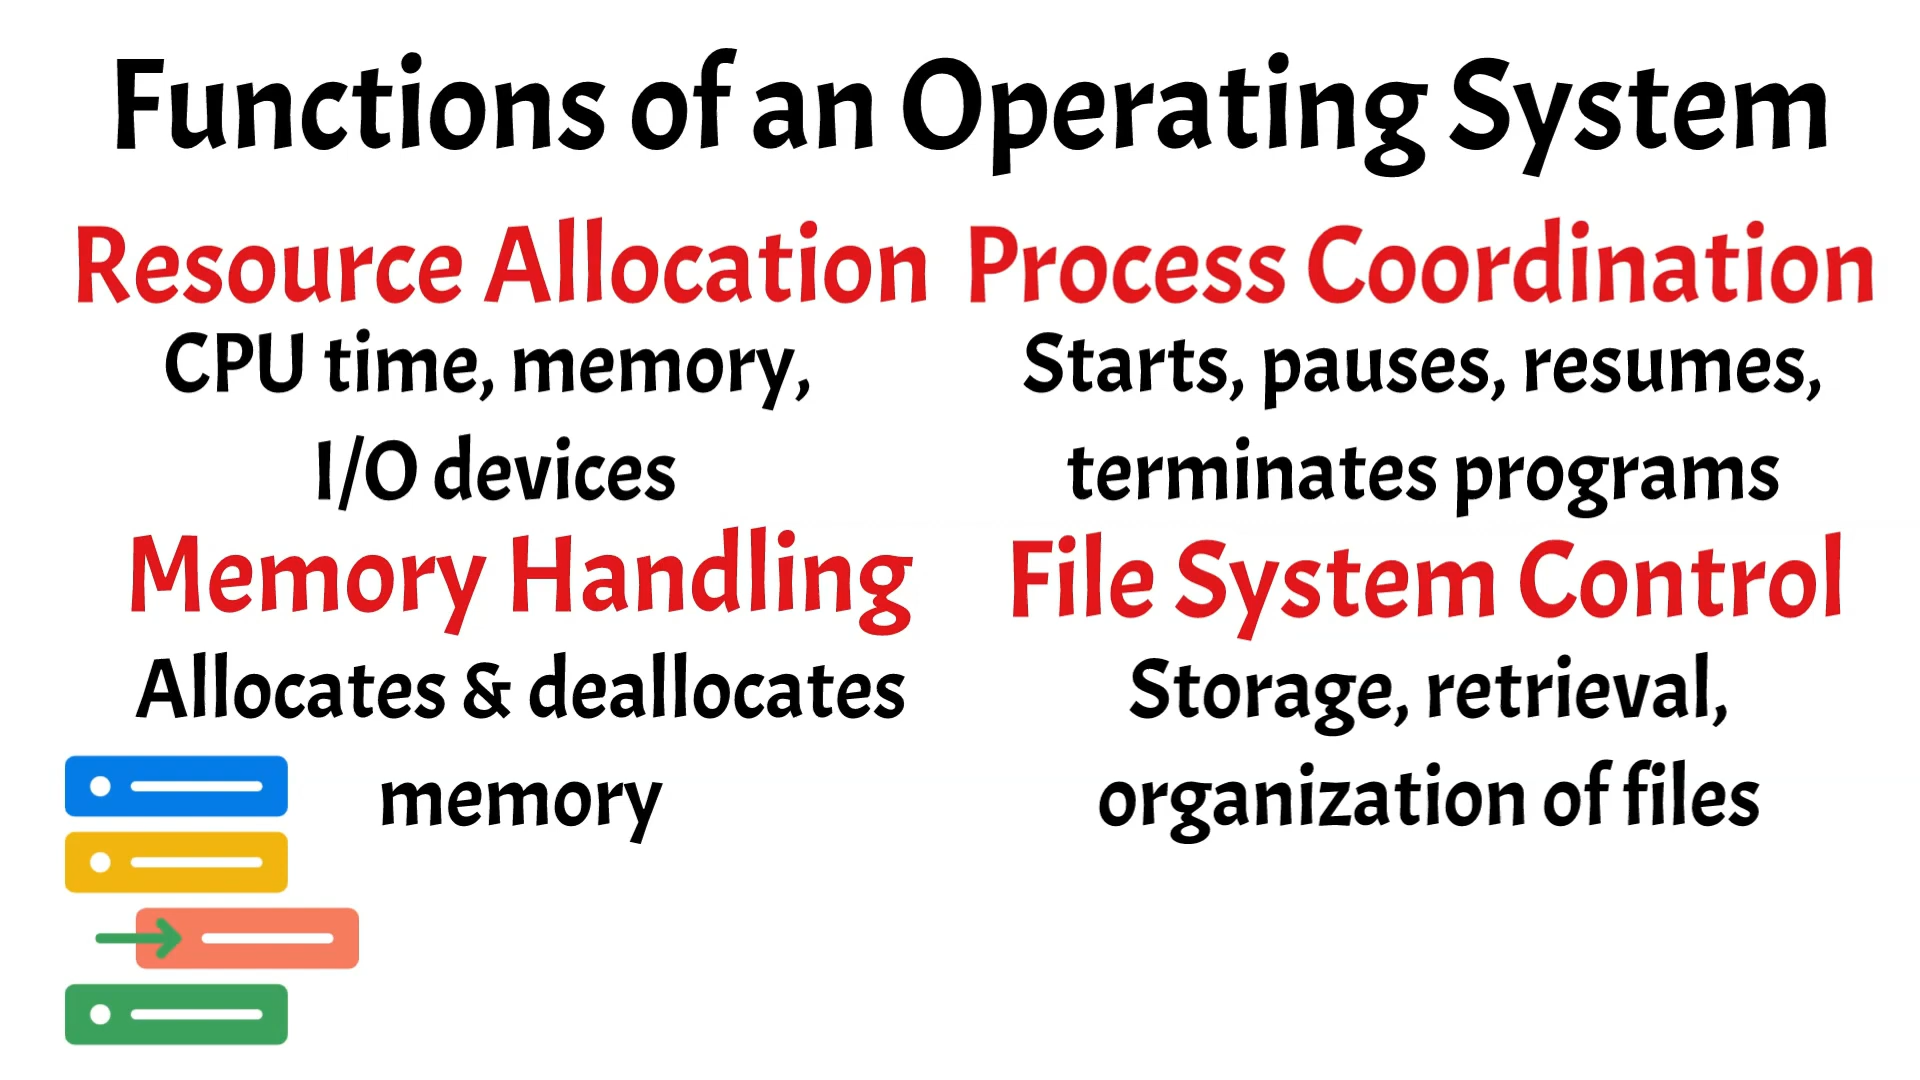 Functions of an Operating System
Resource Allocation
CPU time, memory,
I/O devices
Process Coordination
Starts, pauses, resumes,
terminates programs
Memory Handling
Allocates & deallocates
memory
File System Control
Storage, retrieval,
organization of files